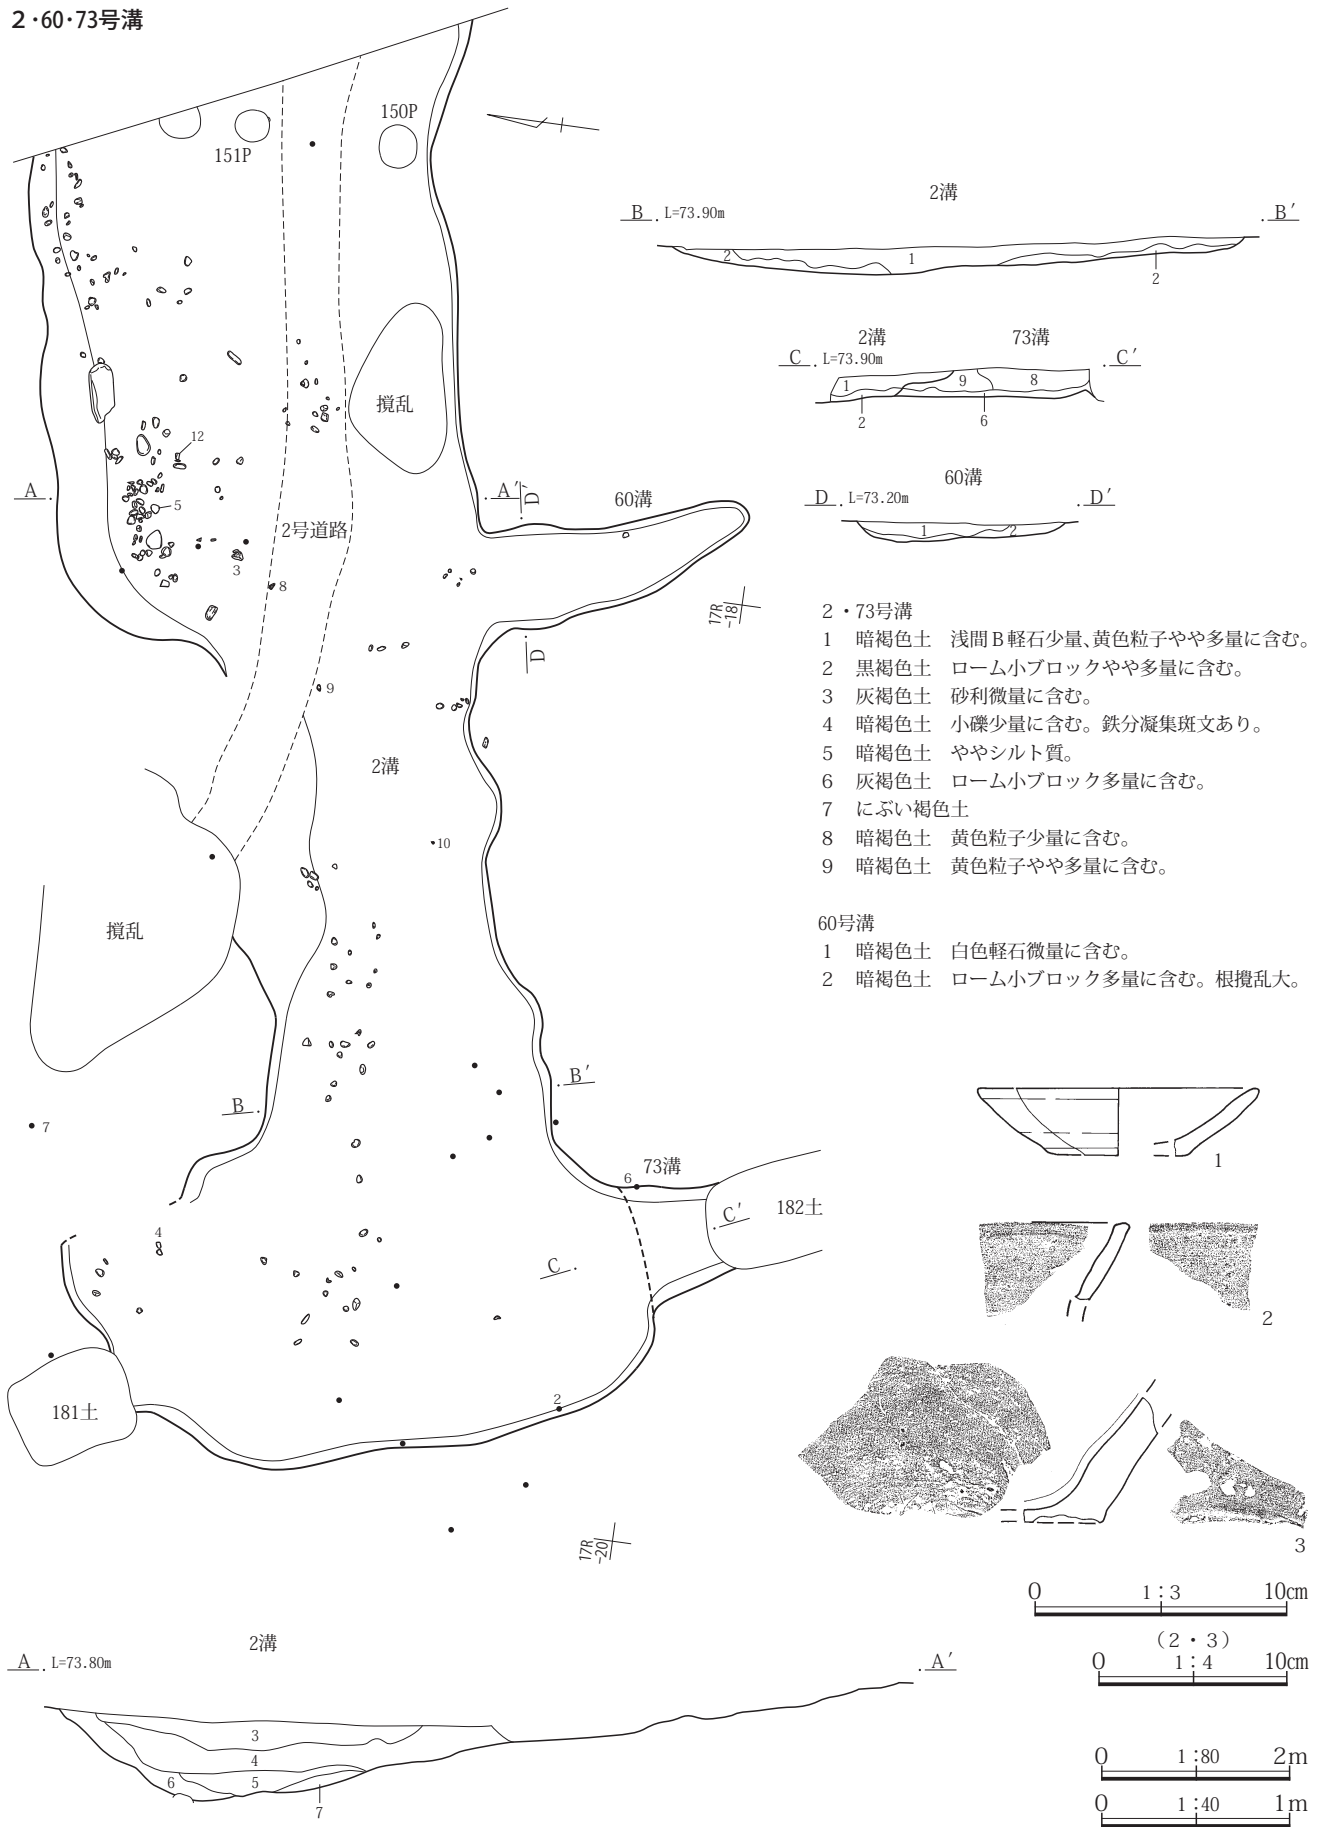 2・60・73号溝
150P
151P
撹乱
12
A
A′
D′
60溝
5
2号道路
3
8
17R
-18
D
9
2溝
10
撹乱
B′
B
7
73溝
6
182土
C′
4
C
181土
2
17R
-20
2溝
B
L=73.90m
B′
2
1
2
2溝
73溝
C
L=73.90m
C′
1
9
8
2
6
60溝
D
L=73.20m
D′
1
2
2・73号溝
1 暗褐色土 浅間B軽石少量、黄色粒子やや多量に含む。
2 黒褐色土 ローム小ブロックやや多量に含む。
3 灰褐色土 砂利微量に含む。
4 暗褐色土 小礫少量に含む。鉄分凝集斑文あり。
5 暗褐色土 ややシルト質。
6 灰褐色土 ローム小ブロック多量に含む。
7 にぶい褐色土
8 暗褐色土 黄色粒子少量に含む。
9 暗褐色土 黄色粒子やや多量に含む。
60号溝
1 暗褐色土 白色軽石微量に含む。
2 暗褐色土 ローム小ブロック多量に含む。根攪乱大。
1
2
3
0 1:3 10cm
(2・3)
0 1:4 10cm
0 1:80 2m
0 1:40 1m
2溝
A
L=73.80m
A′
3
4
5
6
7